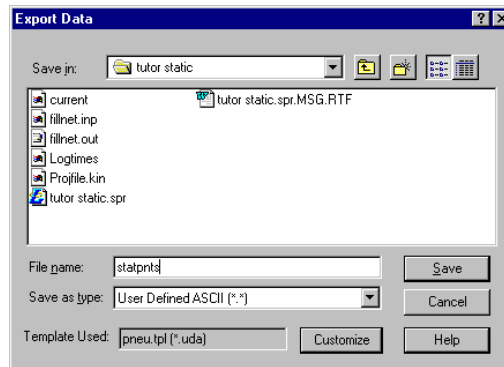 Export Data
Save in: tutor static
current
tutor static.spr.MSG.RTF
fillnet.inp
fillnet.out
Logtimes
Projfile.kin
tutor static.spr
File name: statpnts
Save
Save as type: User Defined ASCII (*.*)
Cancel
Template Used: pneu.tpl (*.uda)
Customize
Help